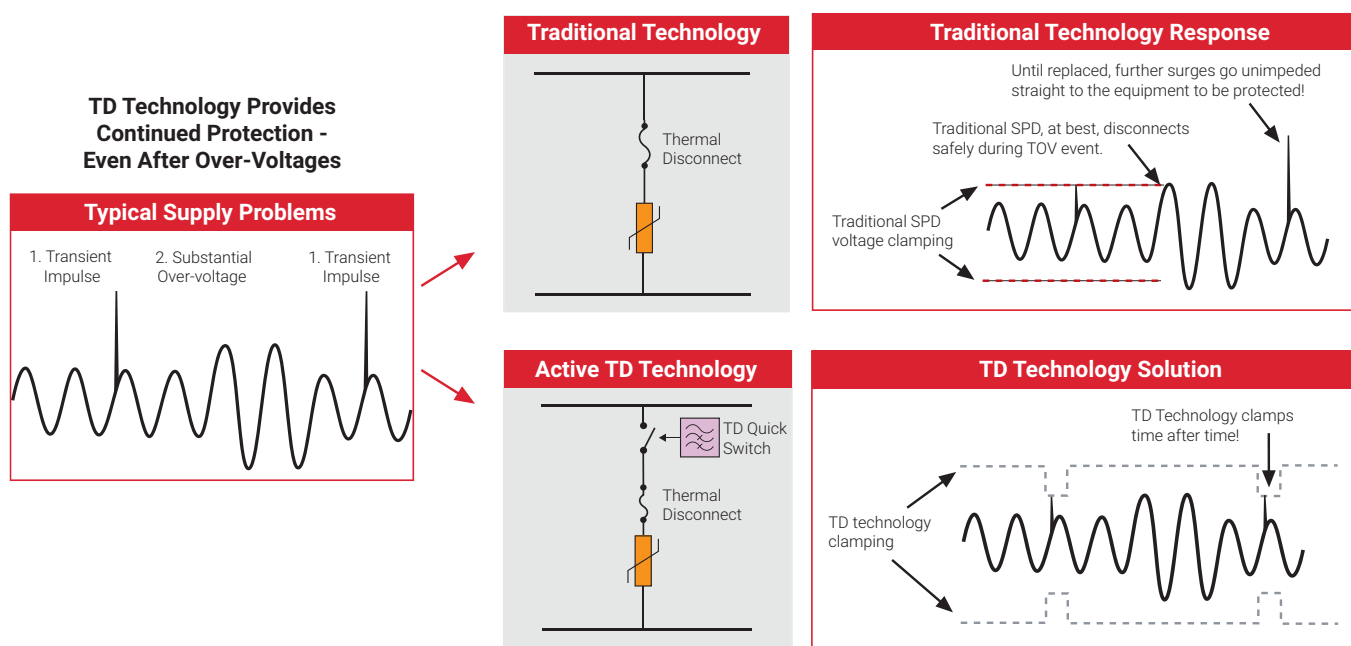 TD Technology Provides
Continued Protection -
Even After Over-Voltages
Typical Supply Problems
1. Transient
Impulse
2. Substantial
Over-voltage
1. Transient
Impulse
Traditional Technology
Thermal
Disconnect
Traditional Technology Response
Until replaced, further surges go unimpeded
straight to the equipment to be protected!
Traditional SPD, at best, disconnects
safely during TOV event.
Traditional SPD
voltage clamping
Active TD Technology
TD Quick
Switch
Thermal
Disconnect
TD Technology Solution
TD Technology clamps
time after time!
TD technology
clamping